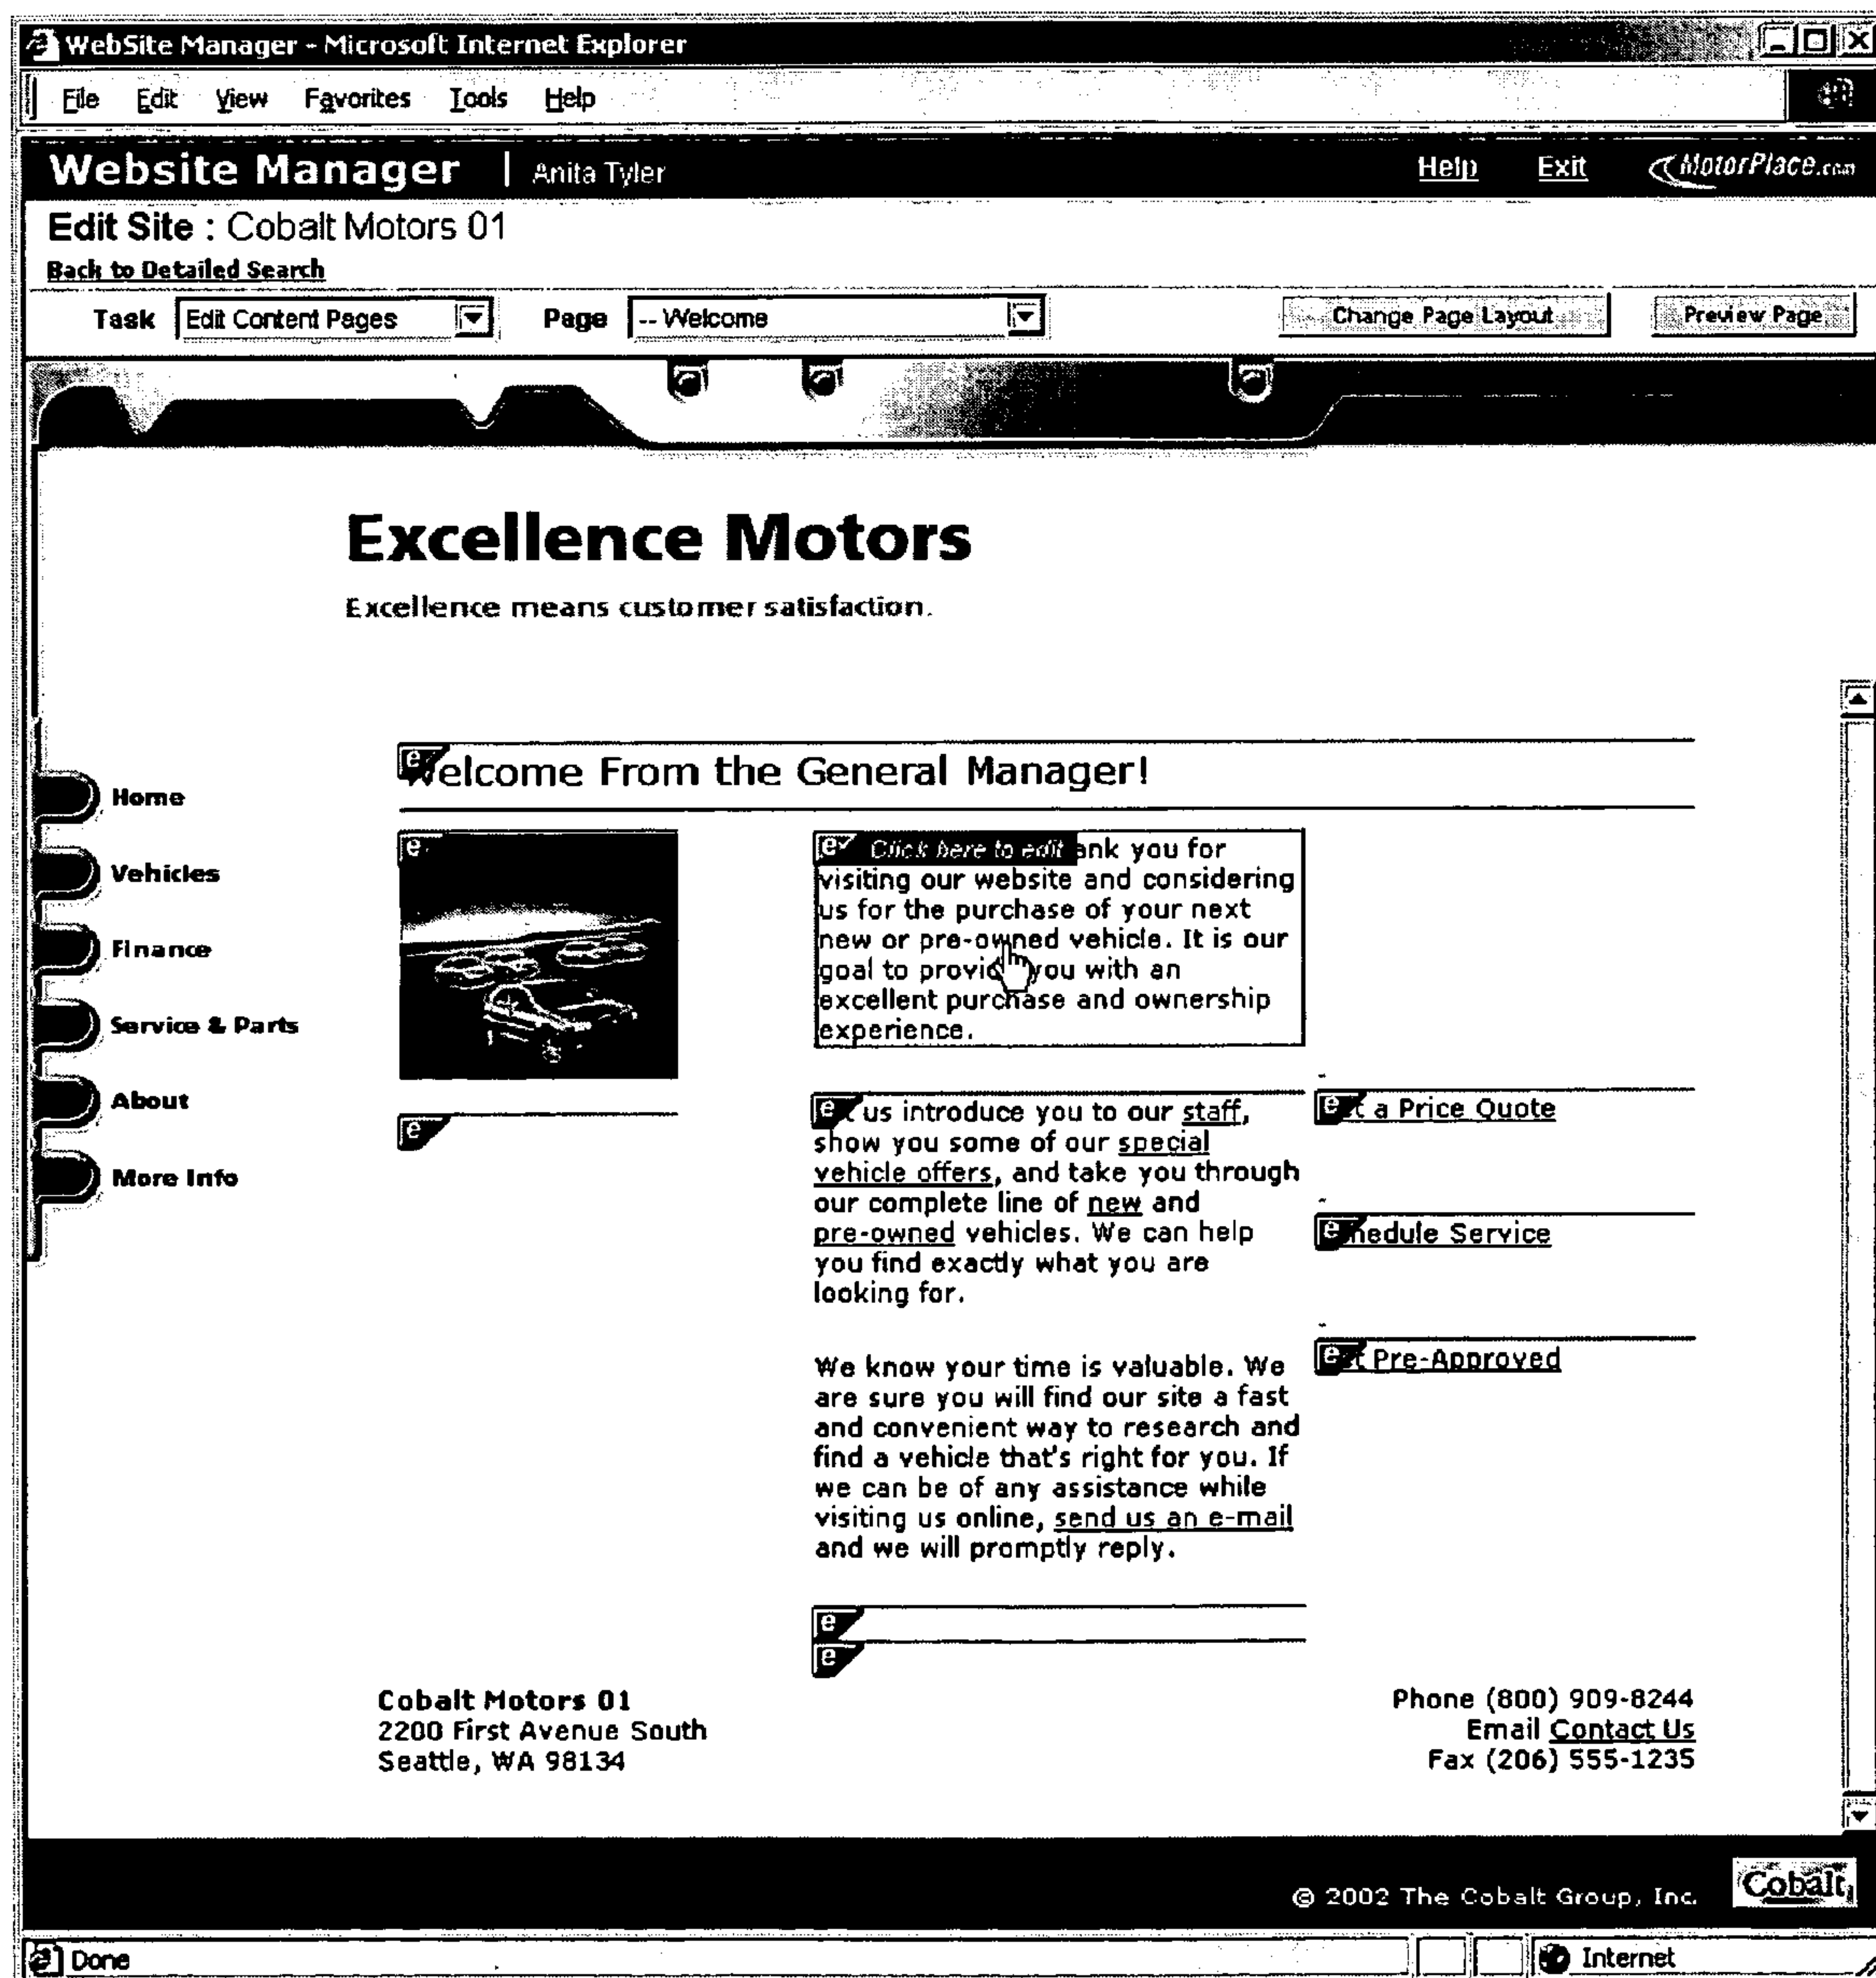 WebSite Manager - Microsoft Internet Explorer
File Edit View Favorites Tools Help
Website Manager | Anita Tyler Help Exit MotorPlace.com
Edit Site : Cobalt Motors 01
Back to Detailed Search
Task Edit Content Pages Page -- Welcome Change Page Layout Preview Page
Excellence Motors
Excellence means customer satisfaction.
Home
Vehicles
Finance
Service & Parts
About
More Info
e elcome From the General Manager!
e
e Click here to edit ank you for
visiting our website and considering
us for the purchase of your next
new or pre-owned vehicle. It is our
goal to provid you with an
excellent purchase and ownership
experience.
e
e t us introduce you to our staff,
show you some of our special
vehicle offers, and take you through
our complete line of new and
pre-owned vehicles. We can help
you find exactly what you are
looking for.
We know your time is valuable. We
are sure you will find our site a fast
and convenient way to research and
find a vehicle that's right for you. If
we can be of any assistance while
visiting us online, send us an e-mail
and we will promptly reply.
e
e
e t a Price Quote
e hedule Service
e t Pre-Approved
Cobalt Motors 01
2200 First Avenue South
Seattle, WA 98134
Phone (800) 909-8244
Email Contact Us
Fax (206) 555-1235
© 2002 The Cobalt Group, Inc. Cobalt
Done Internet